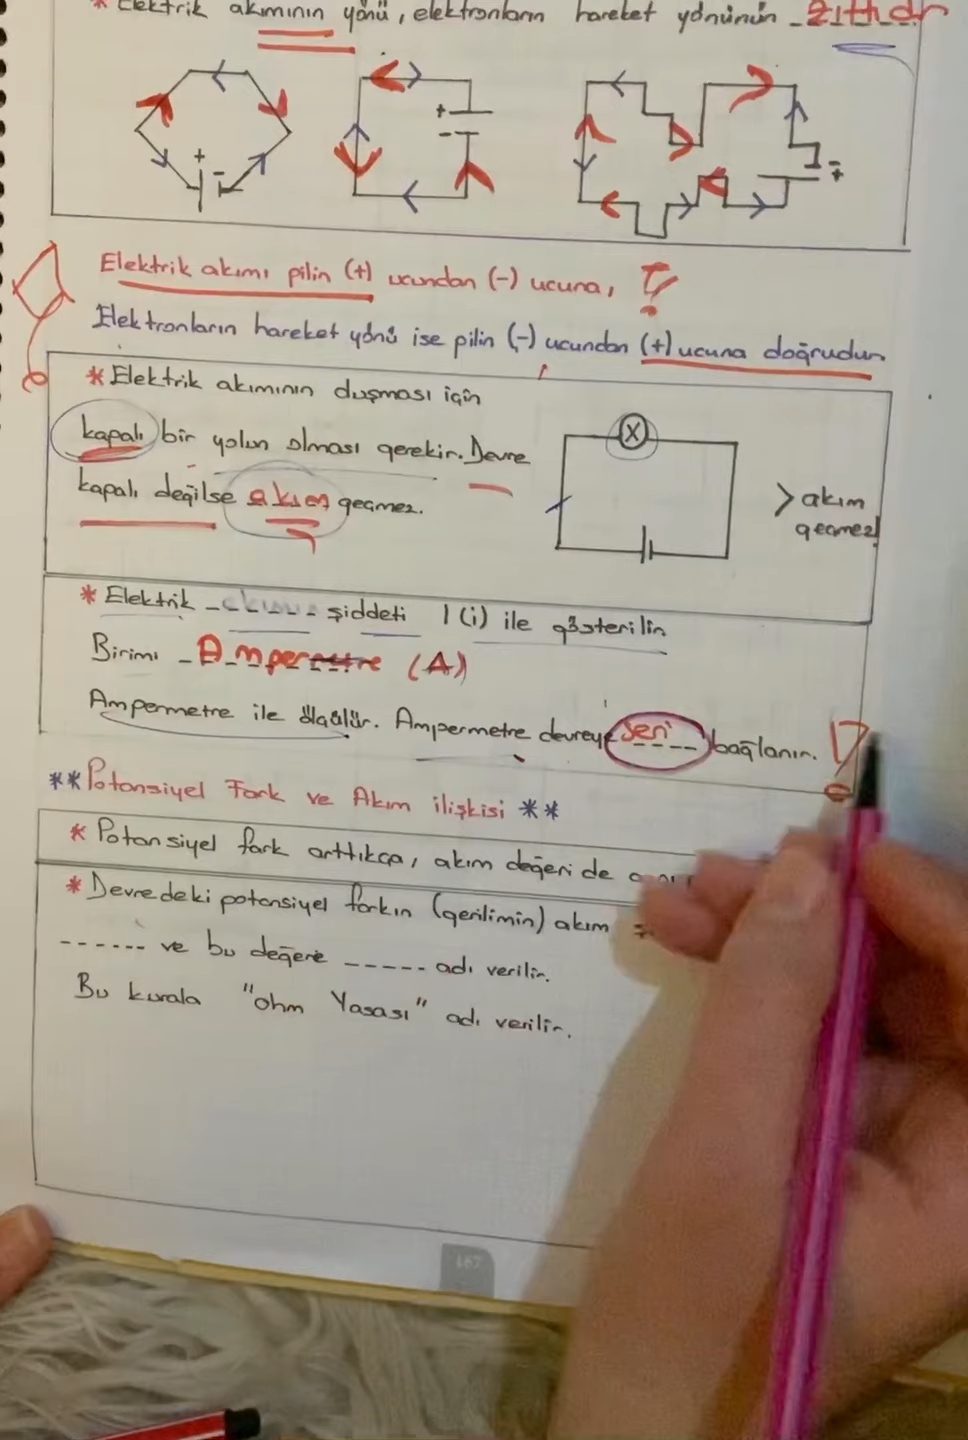 * Elektrik akımının yönü, elektronların hareket yönünün zıttıdır
+ -
+
-
- +
Elektrik akımı pilin (+) ucundan (-) ucuna,
Elektronların hareket yönü ise pilin (-) ucundan (+) ucuna doğrudur
* Elektrik akımının duşması için
kapalı bir yolun olması gerekir. Devre
kapalı değilse akım geçmez.
X
> akım
geçmez!
* Elektrik akımı şiddeti I (i) ile gösterilir
Birimi Amper (A)
Ampermetre ile ölçülür. Ampermetre devreye seri bağlanır.
**Potansiyel Fark ve Akım ilişkisi **
* Potansiyel fark arttıkça, akım değeri de
* Devredeki potansiyel farkın (gerilimin) akım
------ ve bu değere ----- adı verilir.
Bu kurala "ohm Yasası" adı verilir.
167